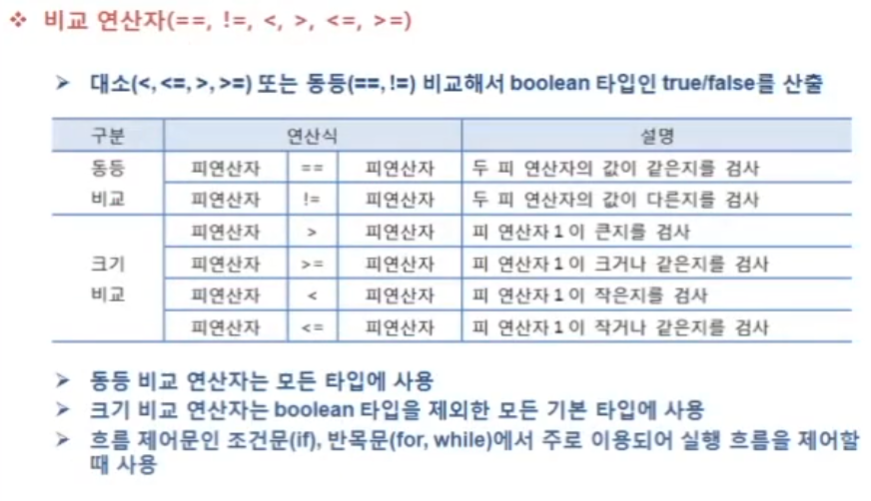 ❖ 비교 연산자(==, !=, <, >, <=, >=)
➢ 대소(<, <=, >, >=) 또는 동등(==, !=) 비교해서 boolean 타입인 true/false를 산출
구분 연산식 설명
동등 비교
피연산자 == 피연산자 두 피 연산자의 값이 같은지를 검사
피연산자 != 피연산자 두 피 연산자의 값이 다른지를 검사
크기 비교
피연산자 > 피연산자 피 연산자 1 이 큰지를 검사
피연산자 >= 피연산자 피 연산자 1 이 크거나 같은지를 검사
피연산자 < 피연산자 피 연산자 1 이 작은지를 검사
피연산자 <= 피연산자 피 연산자 1 이 작거나 같은지를 검사
➢ 동등 비교 연산자는 모든 타입에 사용
➢ 크기 비교 연산자는 boolean 타입을 제외한 모든 기본 타입에 사용
➢ 흐름 제어문인 조건문(if), 반목문(for, while)에서 주로 이용되어 실행 흐름을 제어할
때 사용